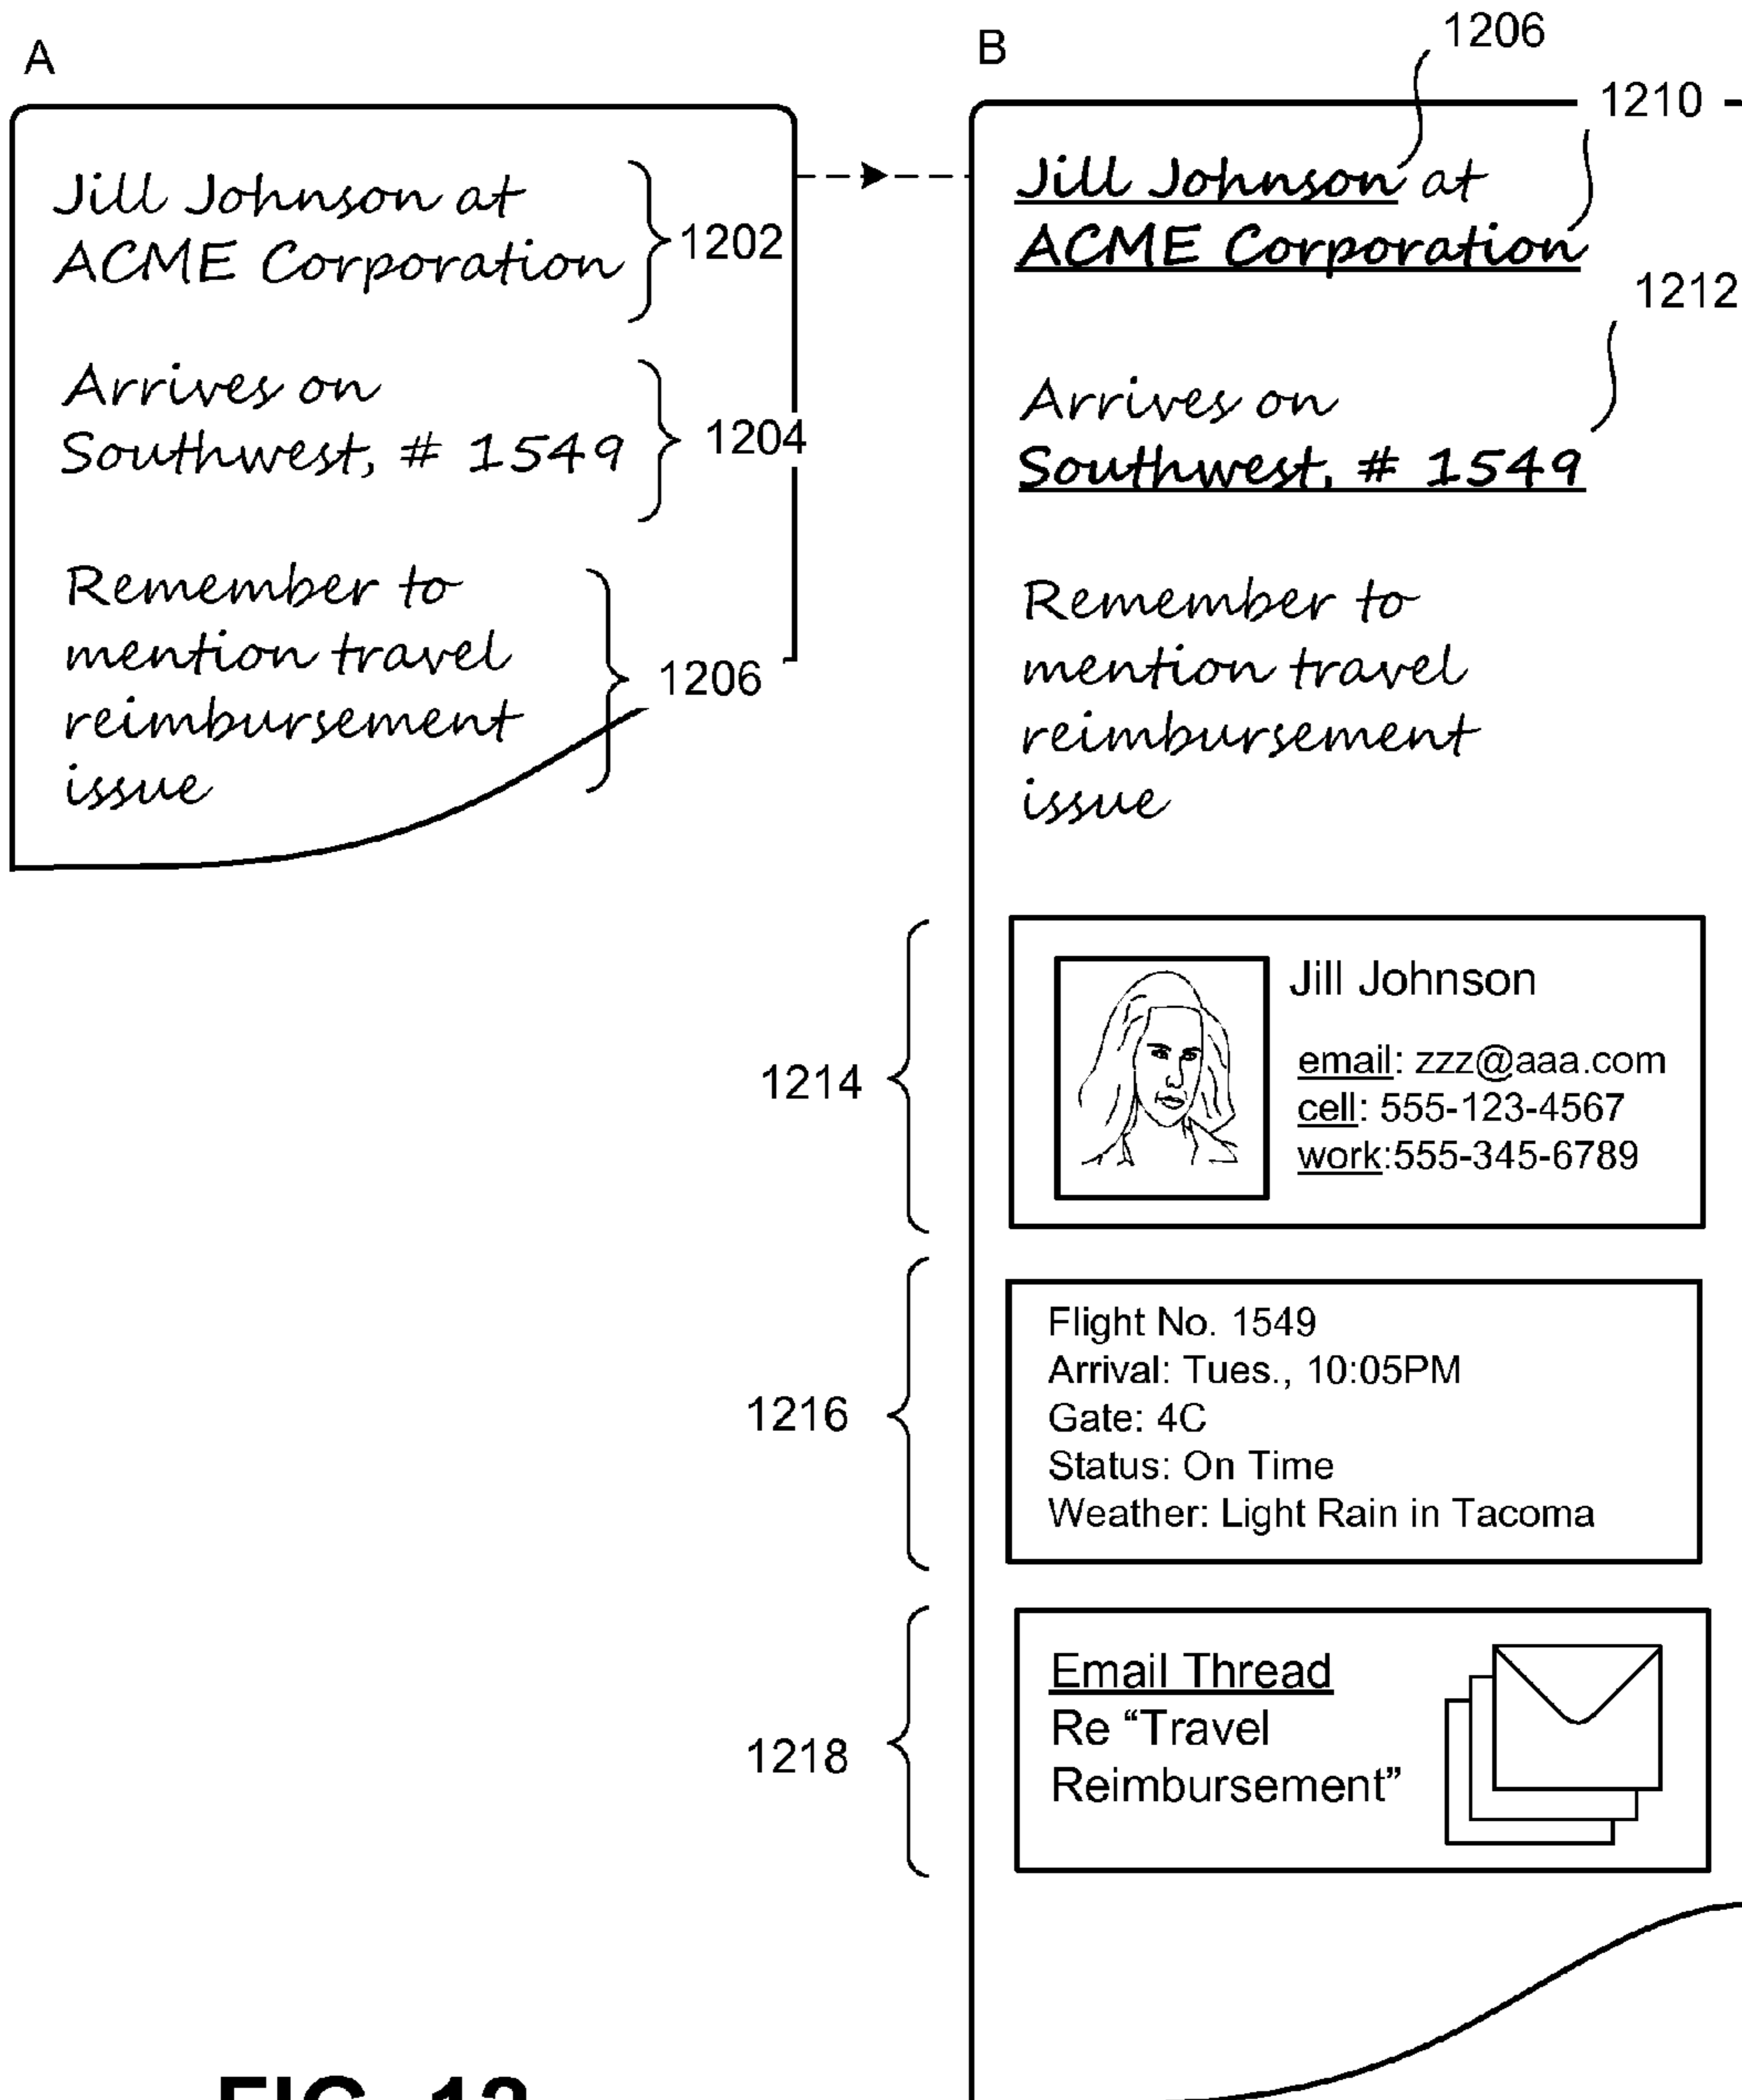 A
Jill Johnson at
ACME Corporation
1202
Arrives on
Southwest, # 1549
1204
Remember to
mention travel
reimbursement
issue
1206
B
1206
1210
Jill Johnson at
ACME Corporation
1212
Arrives on
Southwest, # 1549
Remember to
mention travel
reimbursement
issue
1214
Jill Johnson
email: zzz@aaa.com
cell: 555-123-4567
work:555-345-6789
1216
Flight No. 1549
Arrival: Tues., 10:05PM
Gate: 4C
Status: On Time
Weather: Light Rain in Tacoma
1218
Email Thread
Re “Travel
Reimbursement”